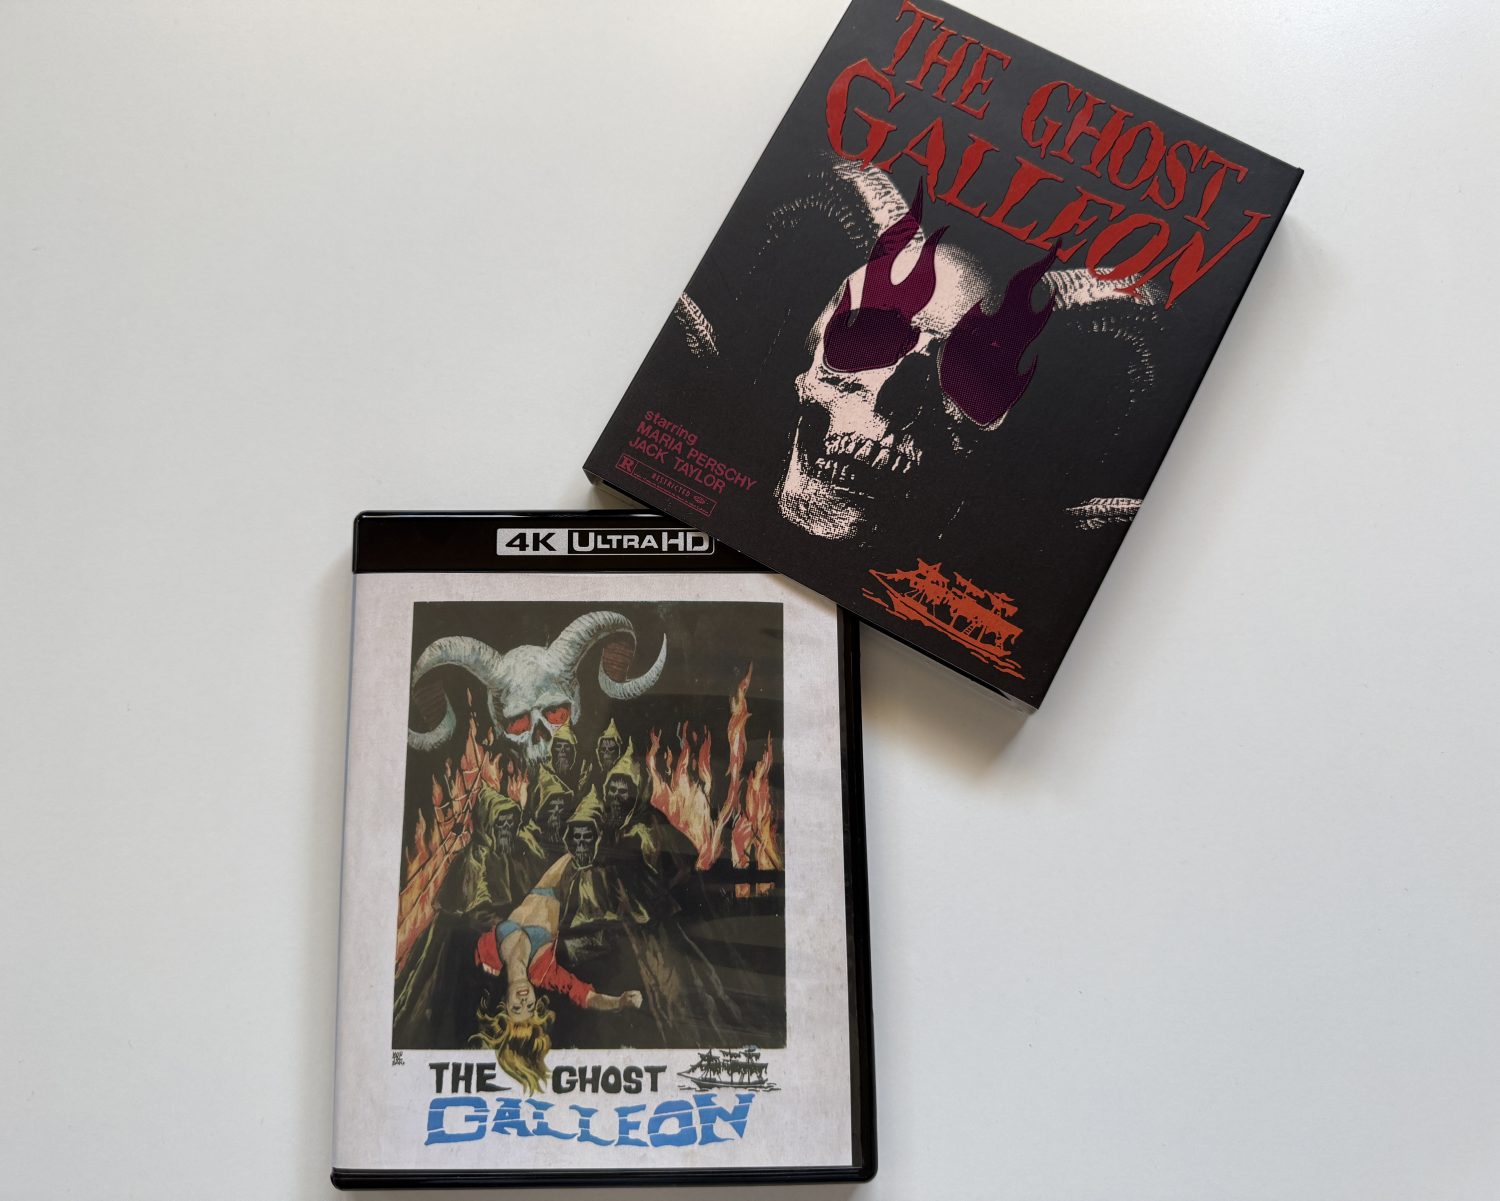 THE GHOST
GALLEON
starring
MARIA PERSCHY
JACK TAYLOR
R RESTRICTED
4K ULTRA HD
THE GHOST
GALLEON